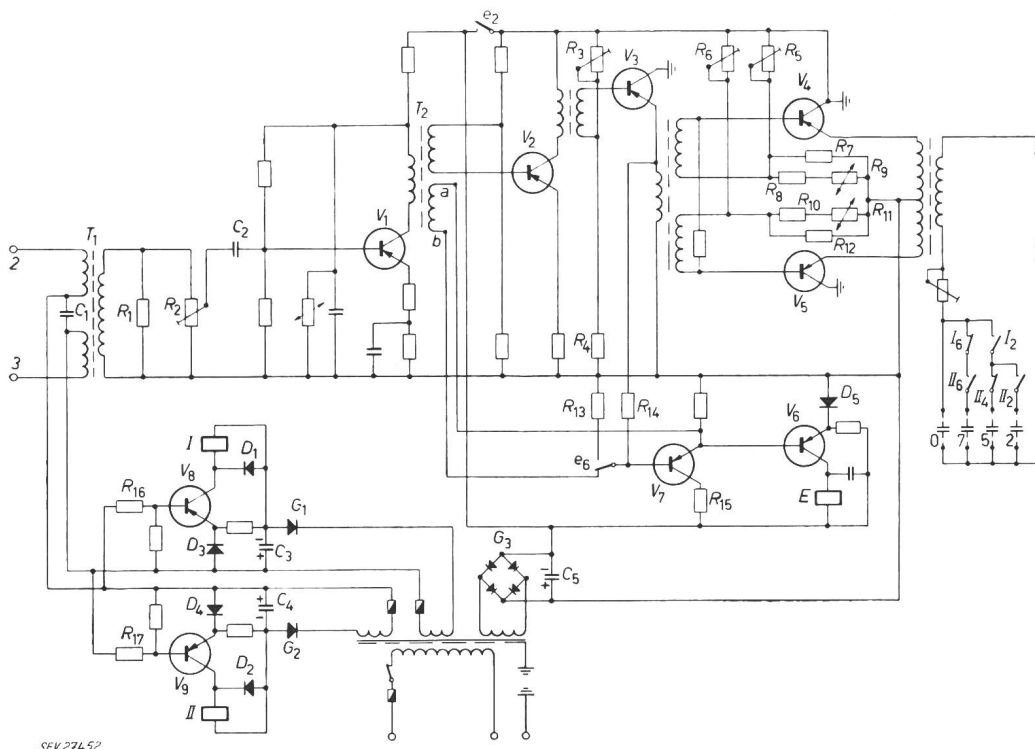 e2
R3
V3
R6
R5
V4
T2
V2
R7
R9
a
R8
R10
R11
b
R12
V5
V1
C2
T1
2
C1
R1
R2
3
R4
I6
I2
II6
II4
II2
0
7
5
2
R13
R14
D5
V6
e6
V7
R15
E
I
D1
V8
R16
G1
D3
-
+
C3
G3
-
+
C5
D4
+
-
C4
R17
G2
V9
D2
II
SEV 27452